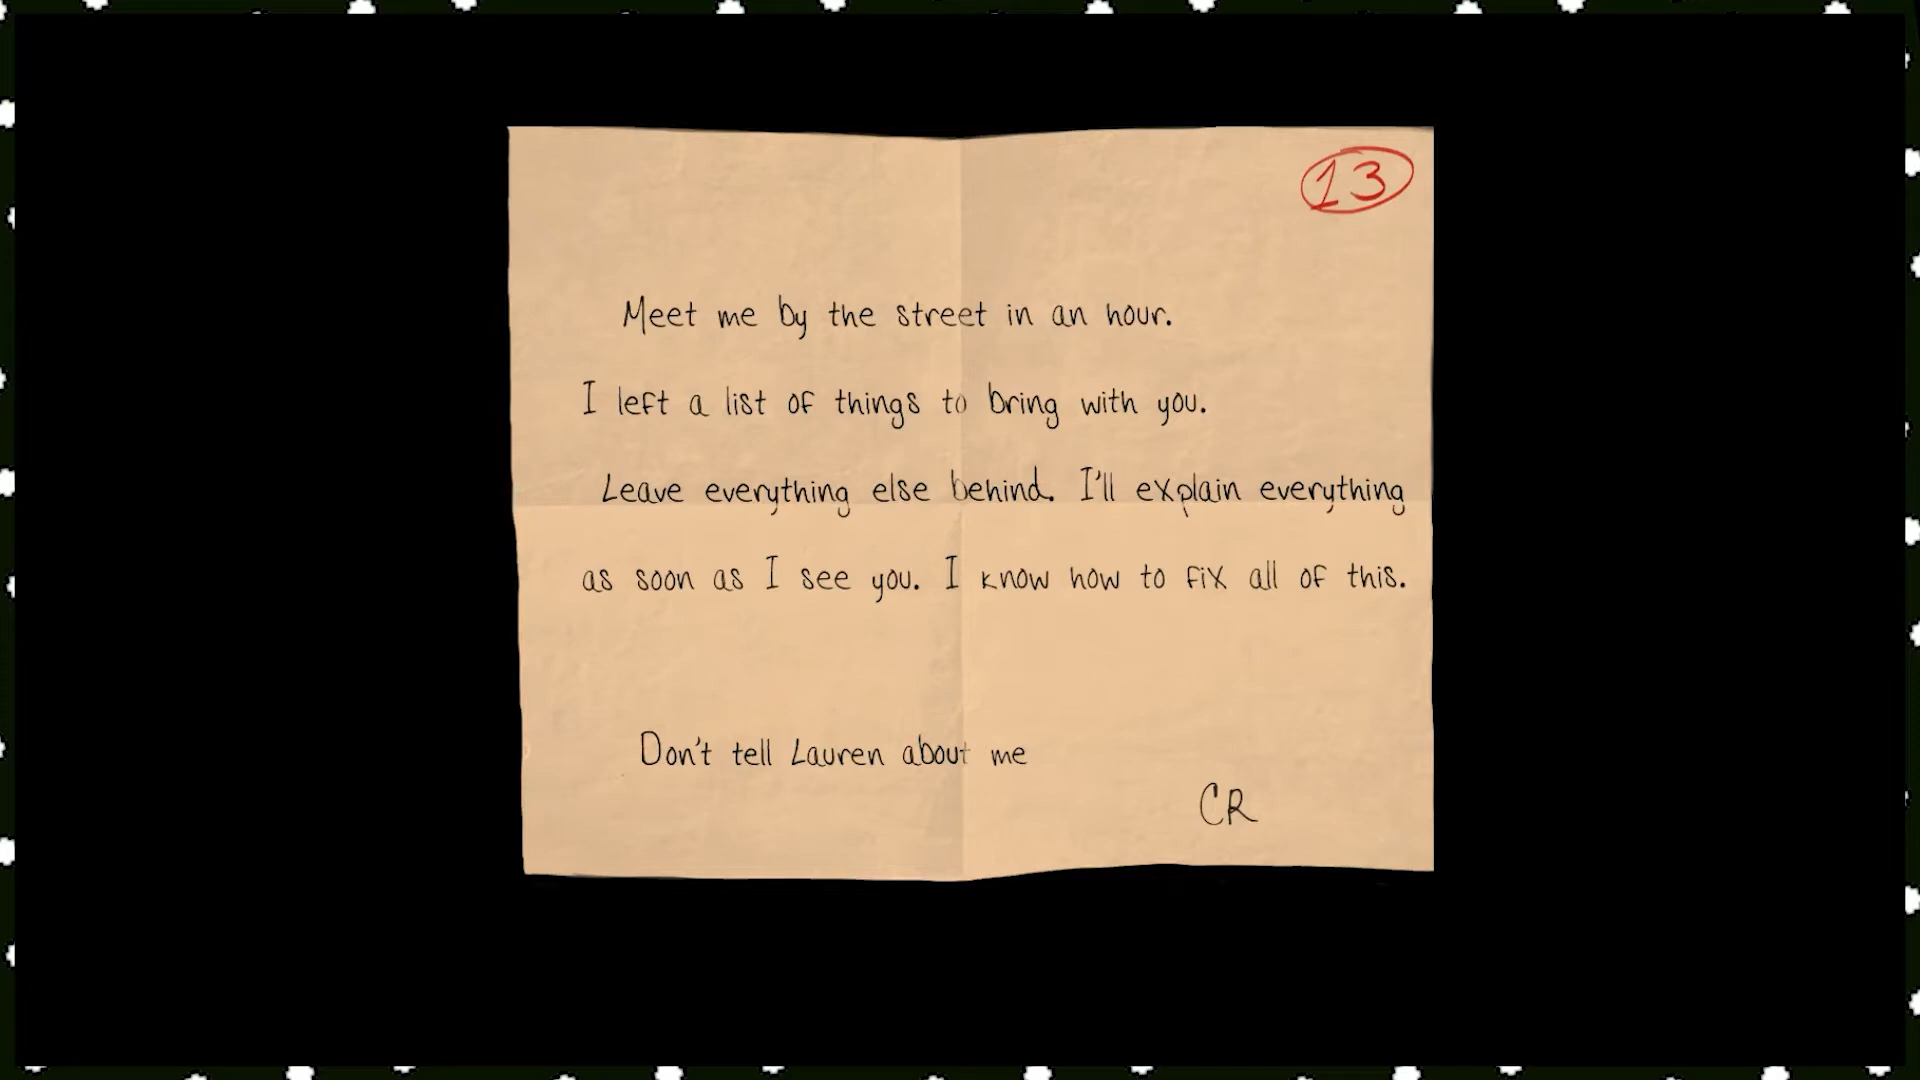 13
Meet me by the street in an hour.
I left a list of things to bring with you.
Leave everything else behind. I'll explain everything
as soon as I see you. I know how to fix all of this.
Don't tell Lauren about me
CR